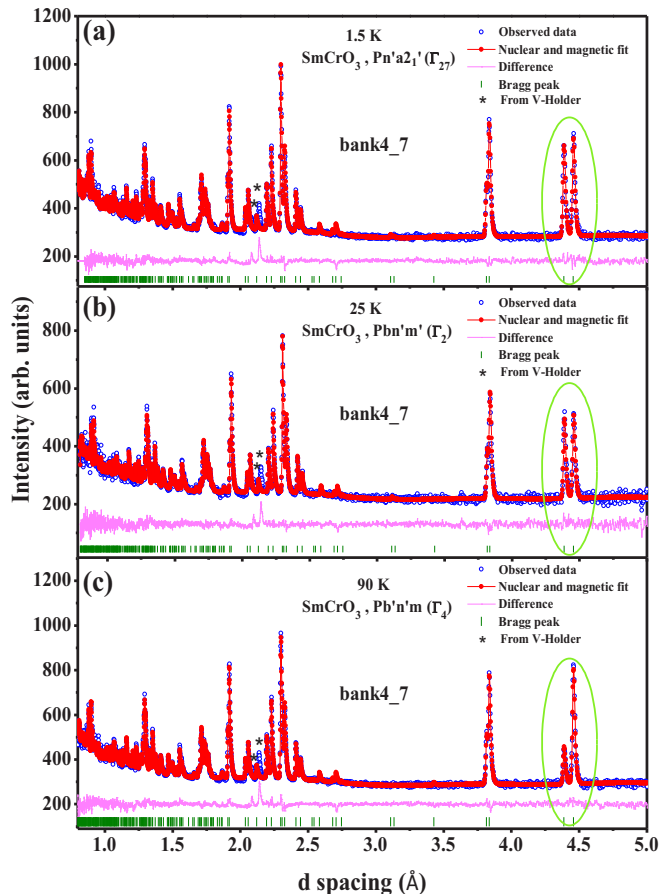 Intensity (arb. units)
(a)
1.5 K
SmCrO3 , Pn'a21' (Γ27)
bank4_7
Observed data
Nuclear and magnetic fit
Difference
Bragg peak
* From V-Holder
* *
1200
1000
800
600
400
200
(b)
25 K
SmCrO3 , Pbn'm' (Γ2)
bank4_7
Observed data
Nuclear and magnetic fit
Difference
Bragg peak
* From V-Holder
* *
800
600
400
200
(c)
90 K
SmCrO3 , Pb'n'm (Γ4)
bank4_7
Observed data
Nuclear and magnetic fit
Difference
Bragg peak
* From V-Holder
* *
1000
800
600
400
200
1.0 1.5 2.0 2.5 3.0 3.5 4.0 4.5 5.0
d spacing (Å)